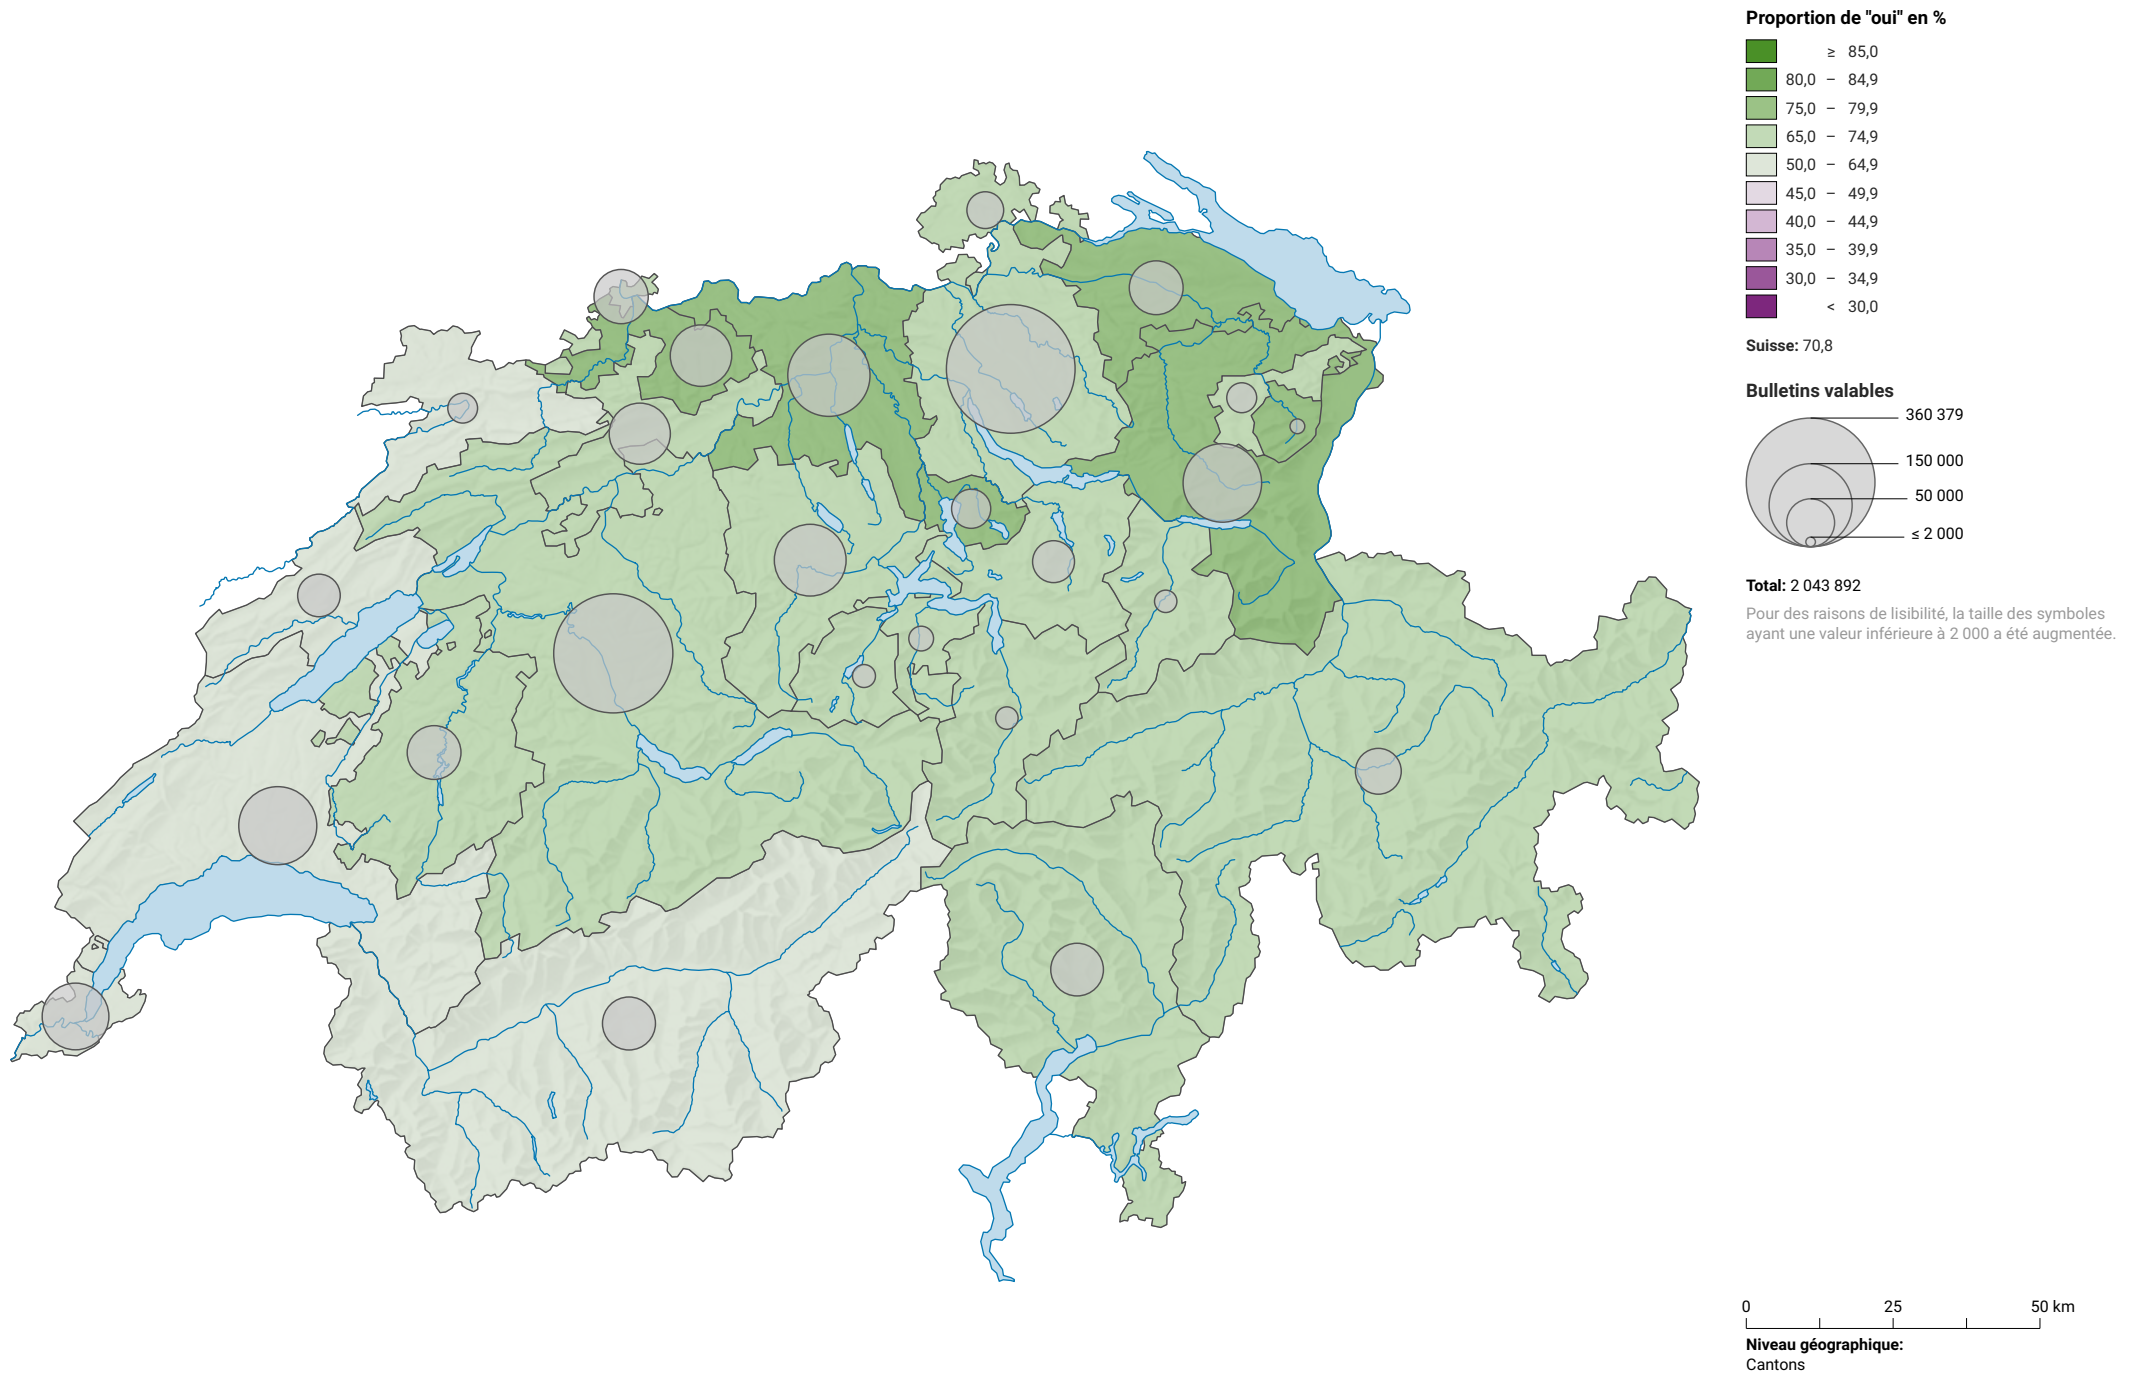 Proportion de "oui" en %
≥ 85,0
80,0 – 84,9
75,0 – 79,9
65,0 – 74,9
50,0 – 64,9
45,0 – 49,9
40,0 – 44,9
35,0 – 39,9
30,0 – 34,9
< 30,0
Suisse: 70,8
Bulletins valables
360 379
150 000
50 000
≤ 2 000
Total: 2 043 892
Pour des raisons de lisibilité, la taille des symboles
ayant une valeur inférieure à 2 000 a été augmentée.
0 25 50 km
Niveau géographique:
Cantons